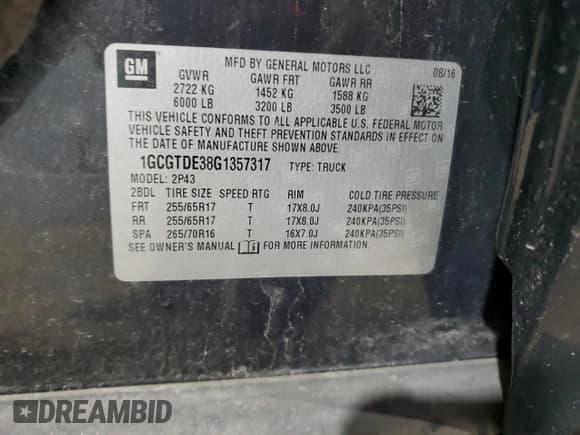 GM
MFD BY GENERAL MOTORS LLC
08/16
GVWR GAWR FRT GAWR RR
2722 KG 1452 KG 1588 KG
6000 LB 3200 LB 3500 LB
THIS VEHICLE CONFORMS TO ALL APPLICABLE U.S. FEDERAL MOTOR
VEHICLE SAFETY AND THEFT PREVENTION STANDARDS IN EFFECT ON
THE DATE OF MANUFACTURE SHOWN ABOVE.
1GCGTDE38G1357317 TYPE: TRUCK
MODEL: 2P43
2BDL TIRE SIZE SPEED RTG RIM COLD TIRE PRESSURE
FRT 255/65R17 T 17X8.0J 240KPA(35PSI)
RR 255/65R17 T 17X8.0J 240KPA(35PSI)
SPA 265/70R16 T 16X7.0J 240KPA(35PSI)
SEE OWNER'S MANUAL FOR MORE INFORMATION.
DREAMBID